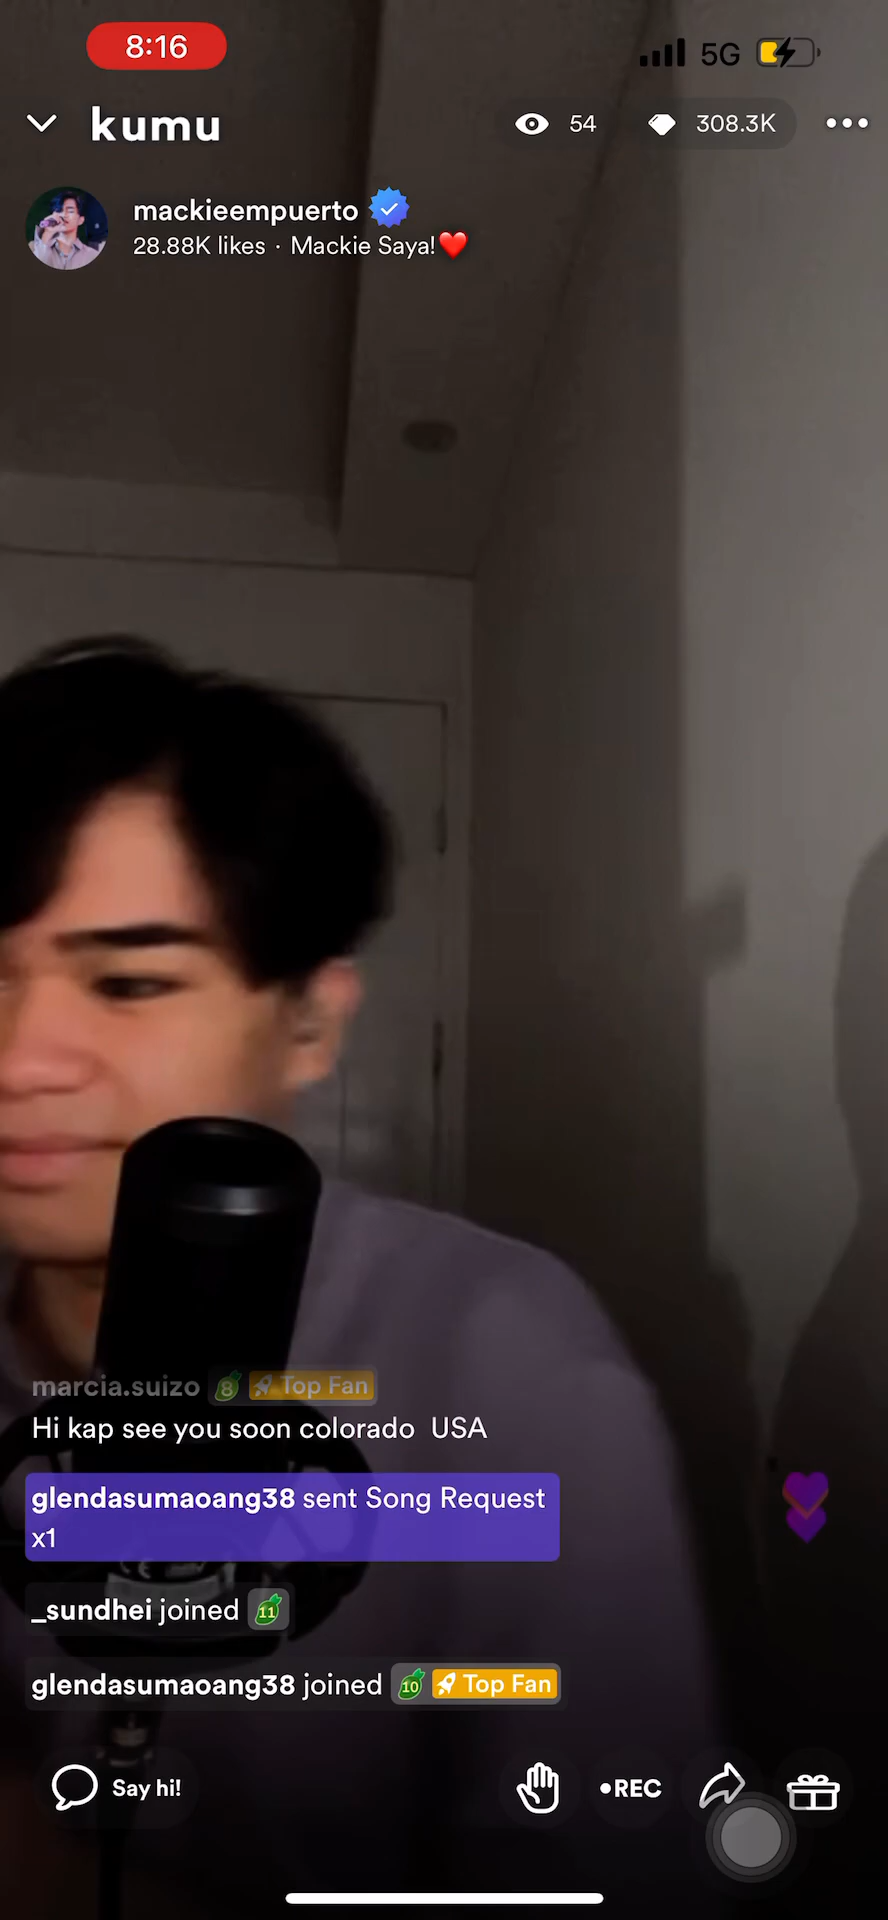 8:16
5G
kumu
54
308.3K
mackieempuerto
28.88K likes · Mackie Saya!❤️
marcia.suizo 8 Top Fan
Hi kap see you soon colorado USA
glendasumaoang38 sent Song Request
x1
_sundhei joined 11
glendasumaoang38 joined 10 Top Fan
Say hi!
•REC